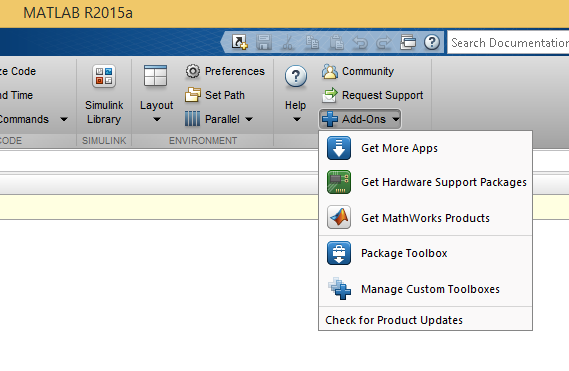 MATLAB R2015a
Search Documentation
ze Code
Preferences
Community
nd Time
Simulink
Library
Layout
Set Path
Help
Request Support
Commands
Parallel
Add-Ons
CODE
SIMULINK
ENVIRONMENT
Get More Apps
Get Hardware Support Packages
Get MathWorks Products
Package Toolbox
Manage Custom Toolboxes
Check for Product Updates